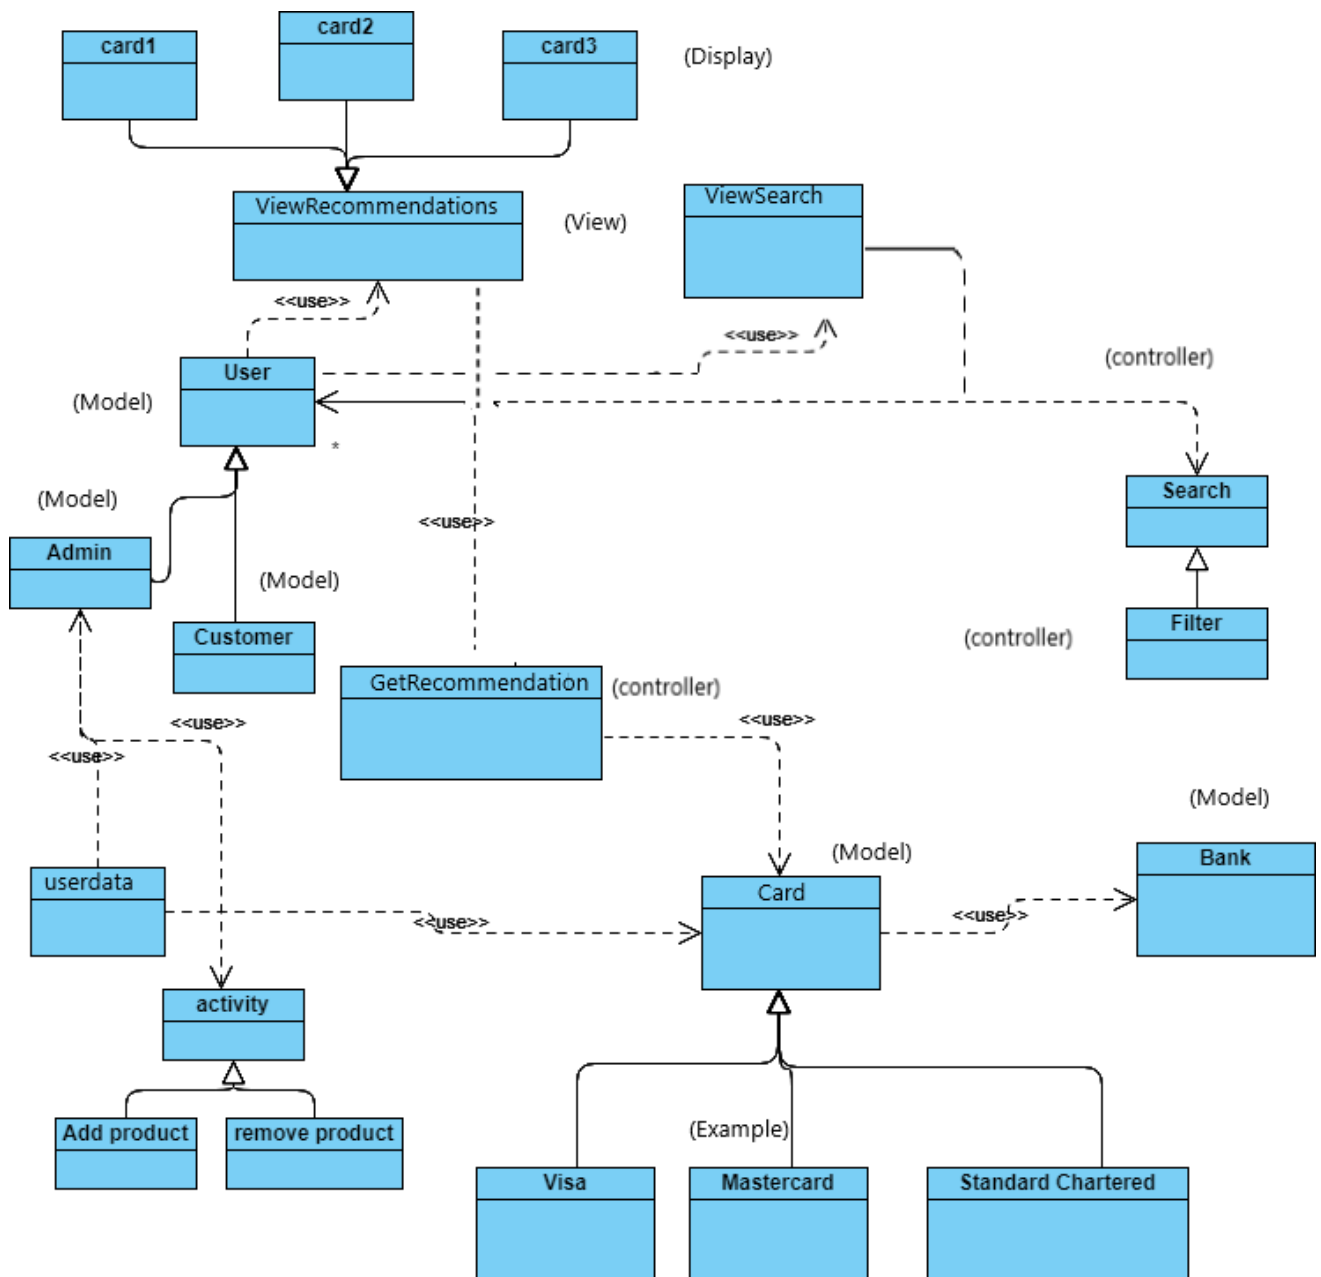 card1
card2
card3
(Display)
ViewRecommendations
(View)
ViewSearch
<<use>>
<<use>>
(controller)
User
(Model)
*
Search
(Model)
<<use>>
Admin
(Model)
Customer
Filter
(controller)
GetRecommendation
(controller)
<<use>>
<<use>>
<<use>>
(Model)
(Model)
Bank
userdata
Card
<<use>>
<<use>>
activity
Add product
remove product
(Example)
Visa
Mastercard
Standard Chartered